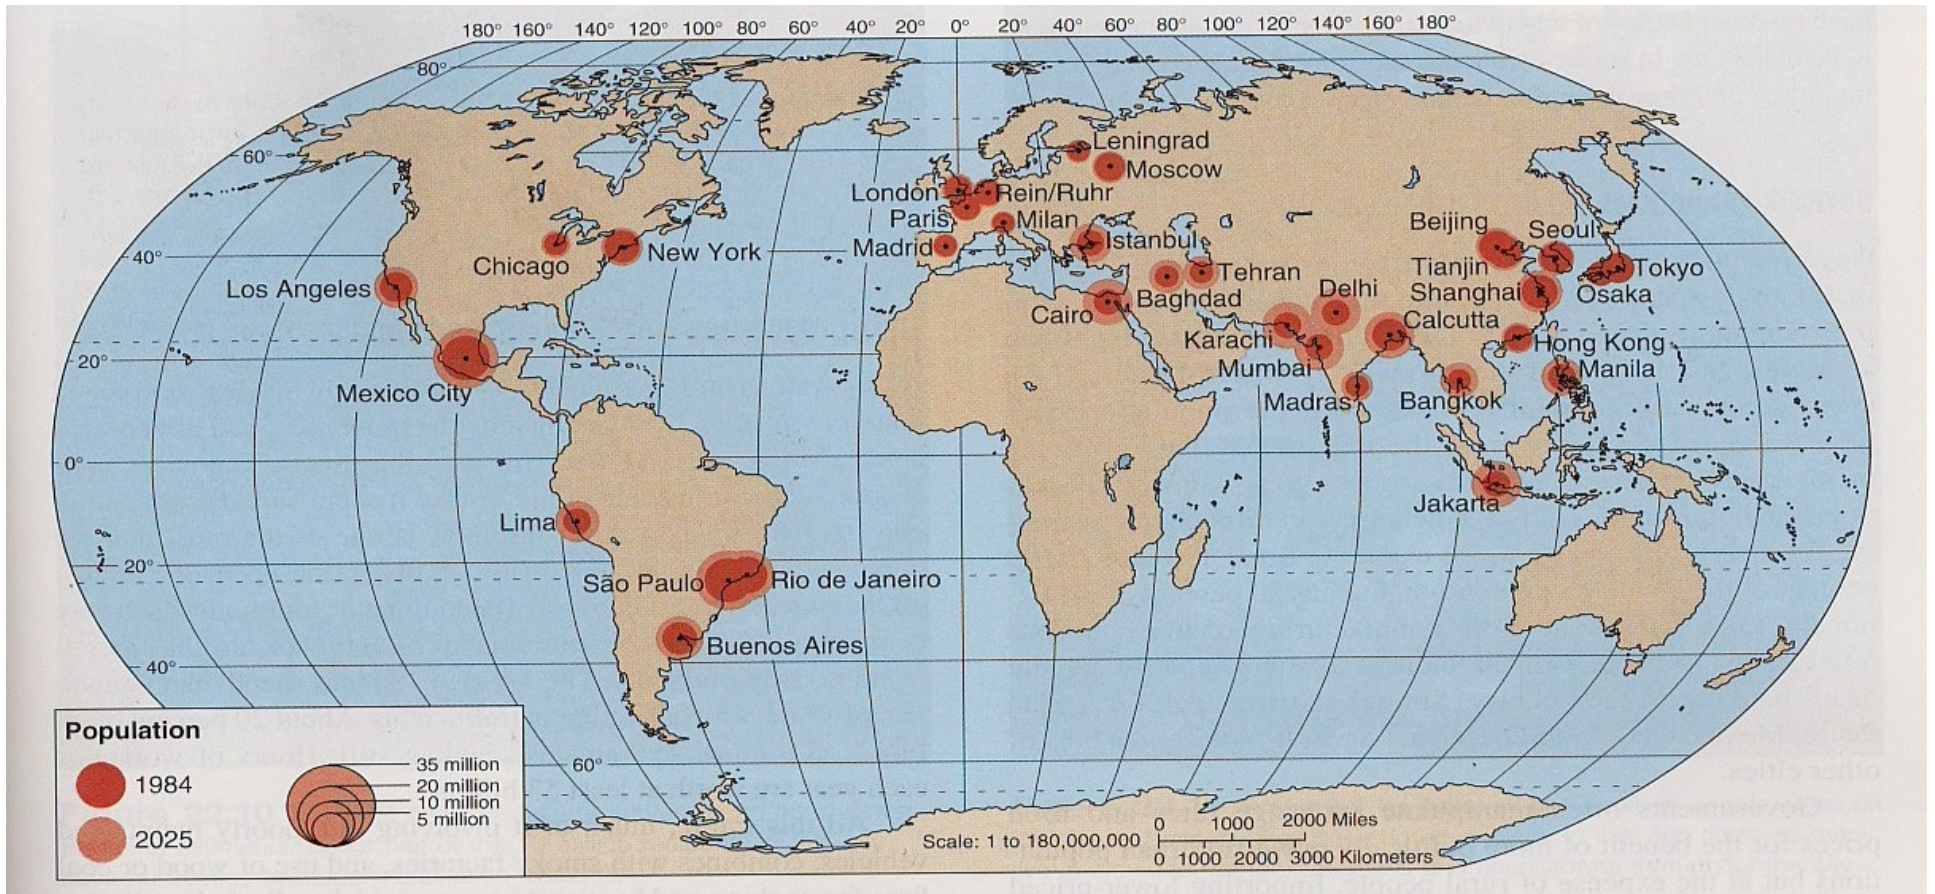 180° 160° 140° 120° 100° 80° 60° 40° 20° 0° 20° 40° 60° 80° 100° 120° 140° 160° 180°
80°
60°
40°
20°
0°
20°
40°
60°
Leningrad
Moscow
London
Rein/Ruhr
Paris
Milan
Madrid
Istanbul
Beijing
Seoul
Chicago
New York
Tianjin
Tokyo
Los Angeles
Tehran
Baghdad
Delhi
Shanghai
Osaka
Cairo
Calcutta
Karachi
Hong Kong
Mumbai
Manila
Mexico City
Madras
Bangkok
Jakarta
Lima
São Paulo
Rio de Janeiro
Buenos Aires
Population
1984
2025
35 million
20 million
10 million
5 million
Scale: 1 to 180,000,000
0 1000 2000 Miles
0 1000 2000 3000 Kilometers